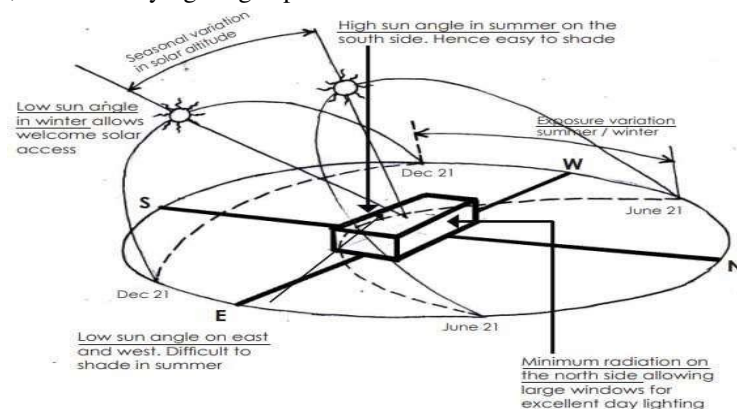 High sun angle in summer on the
south side. Hence easy to shade
Seasonal variation
in solar altitude
Low sun angle
in winter allows
welcome solar
access
Exposure variation
summer / winter
Dec 21
W
S
June 21
N
Dec 21
E
June 21
Low sun angle on east
and west. Difficult to
shade in summer
Minimum radiation on
the north side allowing
large windows for
excellent day lighting